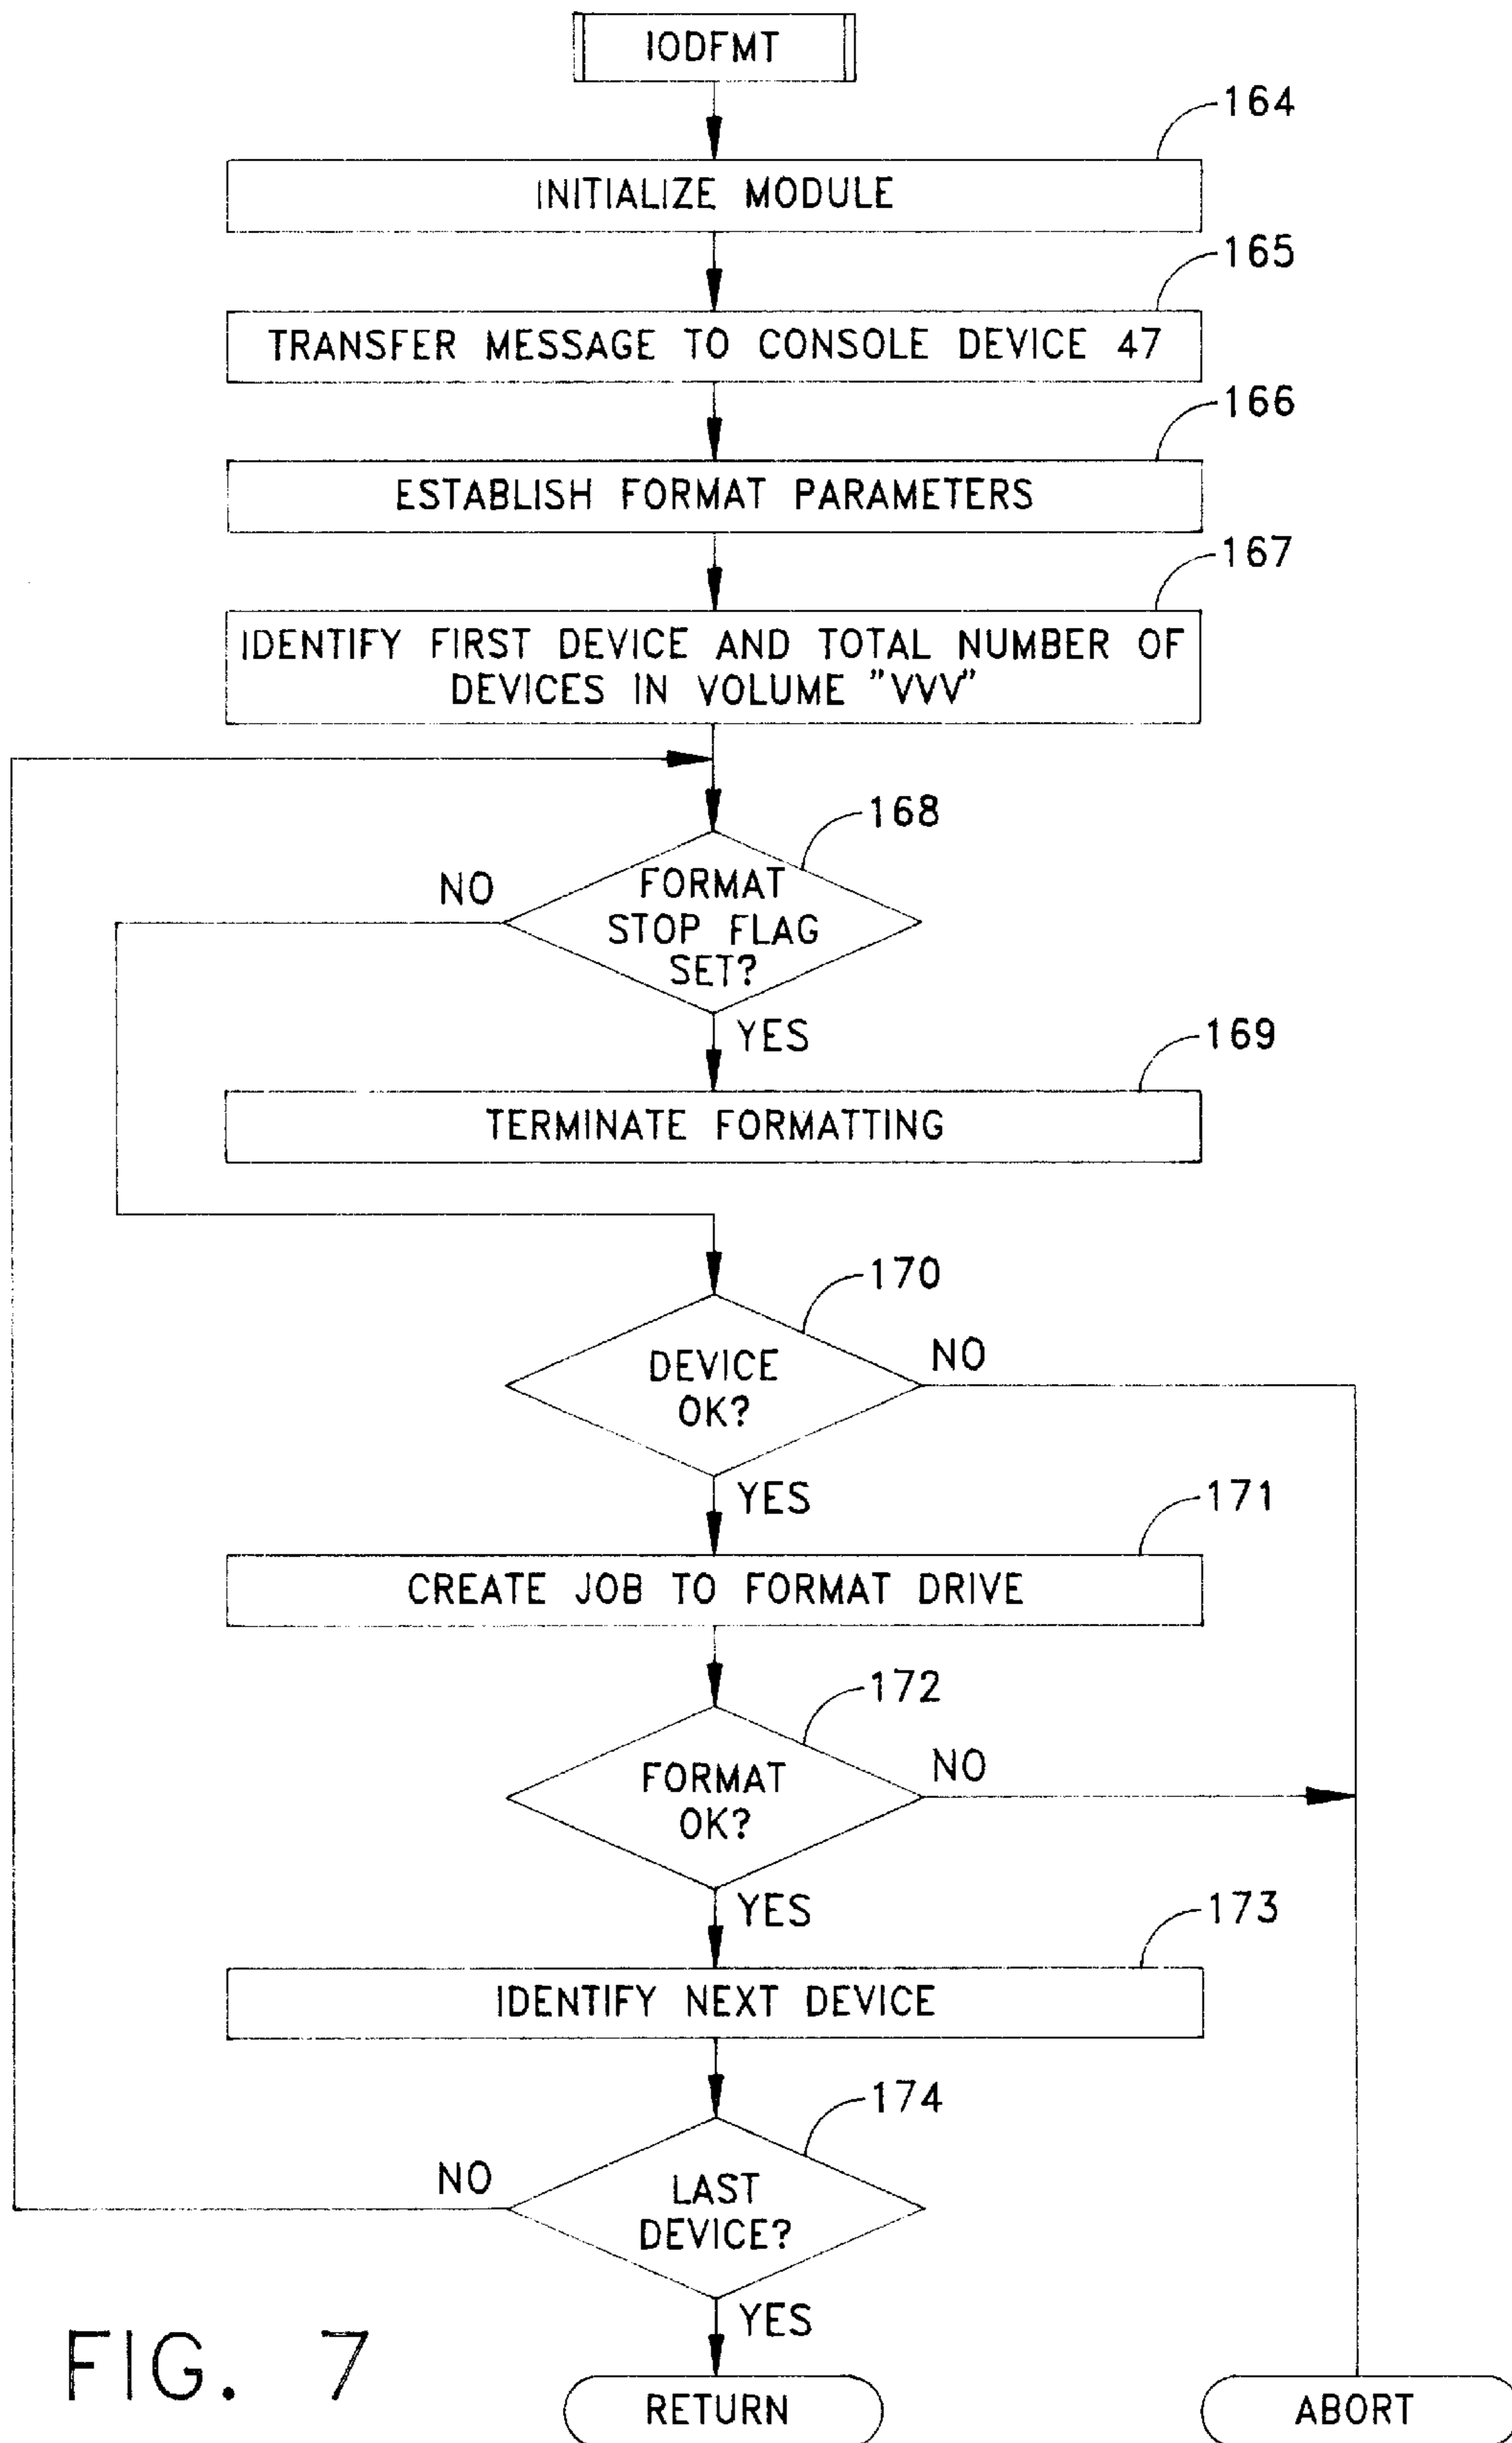 IODFMT
164
INITIALIZE MODULE
165
TRANSFER MESSAGE TO CONSOLE DEVICE 47
166
ESTABLISH FORMAT PARAMETERS
167
IDENTIFY FIRST DEVICE AND TOTAL NUMBER OF
DEVICES IN VOLUME "VVV"
168
NO
FORMAT
STOP FLAG
SET?
YES
169
TERMINATE FORMATTING
170
NO
DEVICE
OK?
YES
171
CREATE JOB TO FORMAT DRIVE
172
NO
FORMAT
OK?
YES
173
IDENTIFY NEXT DEVICE
174
NO
LAST
DEVICE?
YES
FIG. 7
RETURN
ABORT